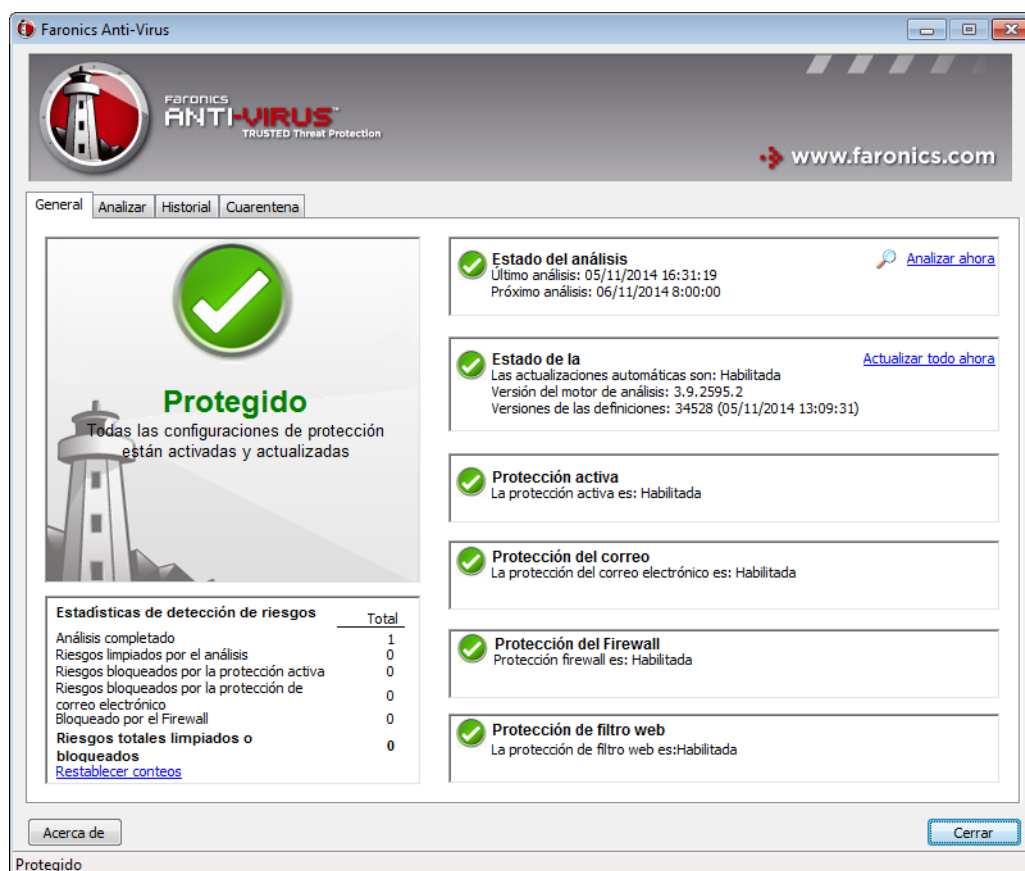 Faronics Anti-Virus
Faronics
ANTI-VIRUS™
TRUSTED Threat Protection
www.faronics.com
General Analizar Historial Cuarentena
Protegido
Todas las configuraciones de protección
están activadas y actualizadas
Estadísticas de detección de riesgos Total
Análisis completado 1
Riesgos limpiados por el análisis 0
Riesgos bloqueados por la protección activa 0
Riesgos bloqueados por la protección de
correo electrónico 0
Bloqueado por el Firewall 0
Riesgos totales limpiados o
bloqueados 0
Restablecer conteos
Estado del análisis Analizar ahora
Último análisis: 05/11/2014 16:31:19
Próximo análisis: 06/11/2014 8:00:00
Estado de la Actualizar todo ahora
Las actualizaciones automáticas son: Habilitada
Versión del motor de análisis: 3.9.2595.2
Versiones de las definiciones: 34528 (05/11/2014 13:09:31)
Protección activa
La protección activa es: Habilitada
Protección del correo
La protección del correo electrónico es: Habilitada
Protección del Firewall
Protección firewall es: Habilitada
Protección de filtro web
La protección de filtro web es:Habilitada
Acerca de Cerrar
Protegido